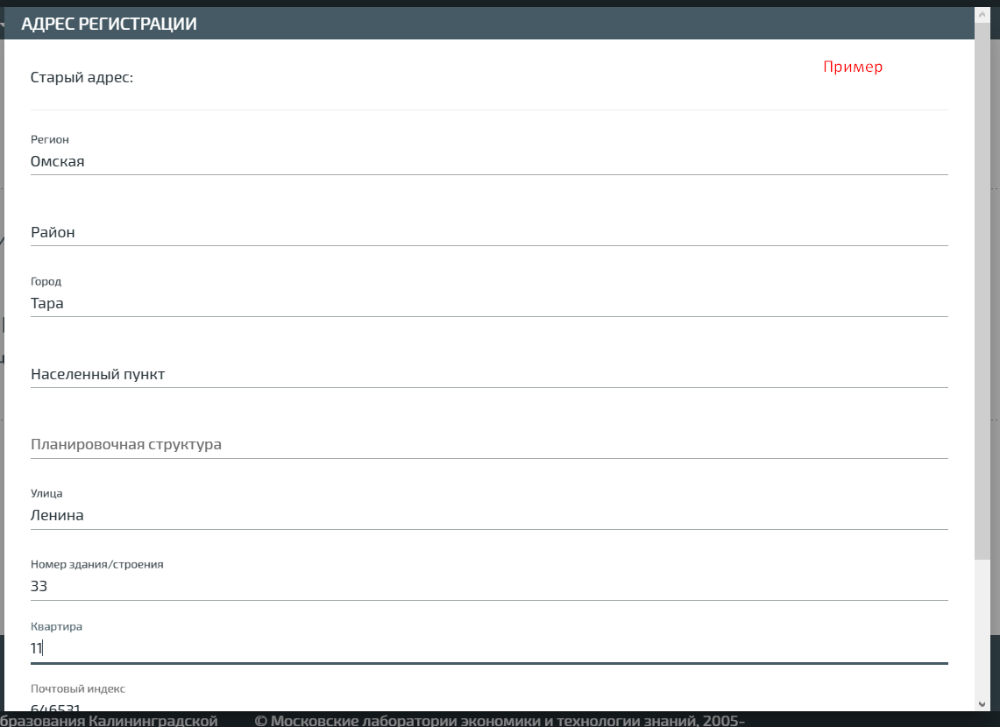 АДРЕС РЕГИСТРАЦИИ
Пример
Старый адрес:
Регион
Омская
Район
Город
Тара
Населенный пункт
Планировочная структура
Улица
Ленина
Номер здания/строения
33
Квартира
11
Почтовый индекс
646531
бразования Калининградской © Московские лаборатории экономики и технологии знаний, 2005-